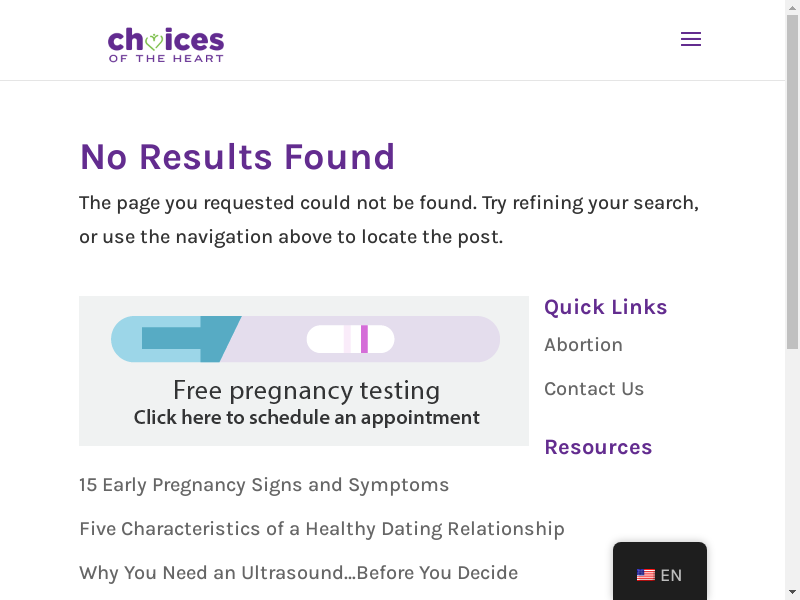 choices
OF THE HEART
No Results Found
The page you requested could not be found. Try refining your search,
or use the navigation above to locate the post.
Free pregnancy testing
Click here to schedule an appointment
Quick Links
Abortion
Contact Us
Resources
15 Early Pregnancy Signs and Symptoms
Five Characteristics of a Healthy Dating Relationship
Why You Need an Ultrasound…Before You Decide
EN